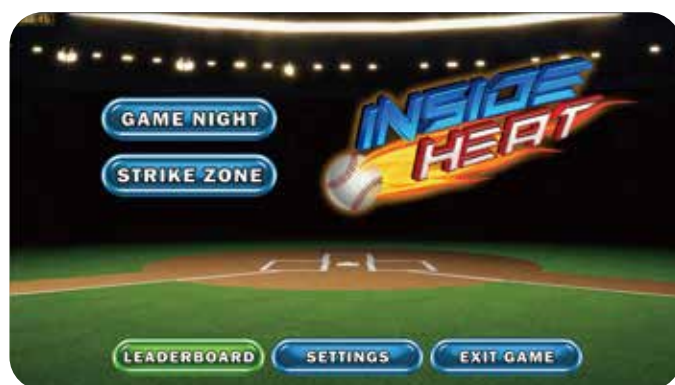 GAME NIGHT
STRIKE ZONE
INSIDE
HEAT
LEADERBOARD
SETTINGS
EXIT GAME